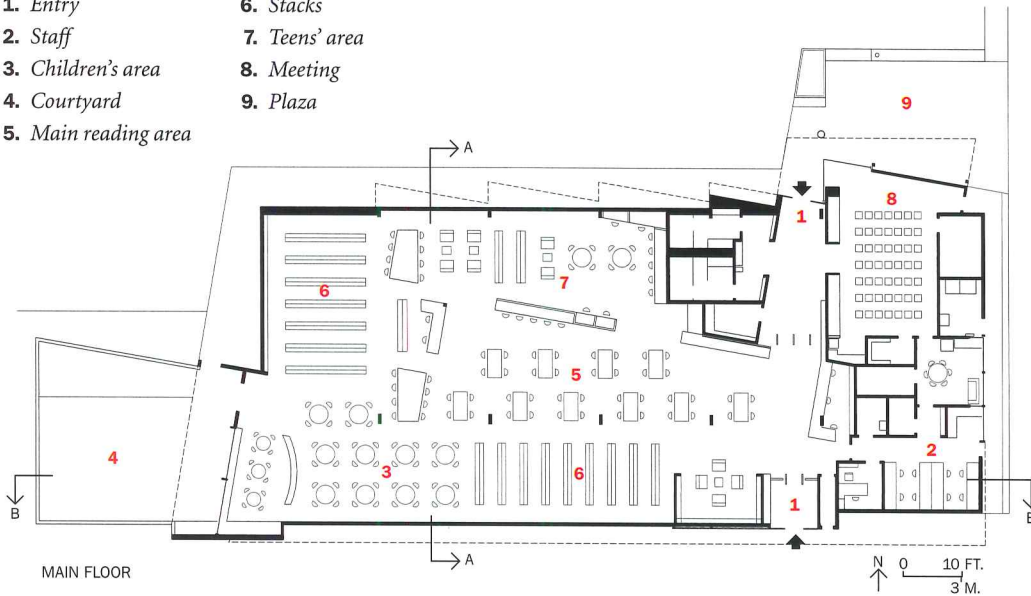 1. Entry
2. Staff
3. Children's area
4. Courtyard
5. Main reading area
6. Stacks
7. Teens' area
8. Meeting
9. Plaza
9
A
8
1
6
7
5
4
3
6
2
1
B
A
MAIN FLOOR
N 0 10 FT.
3 M.